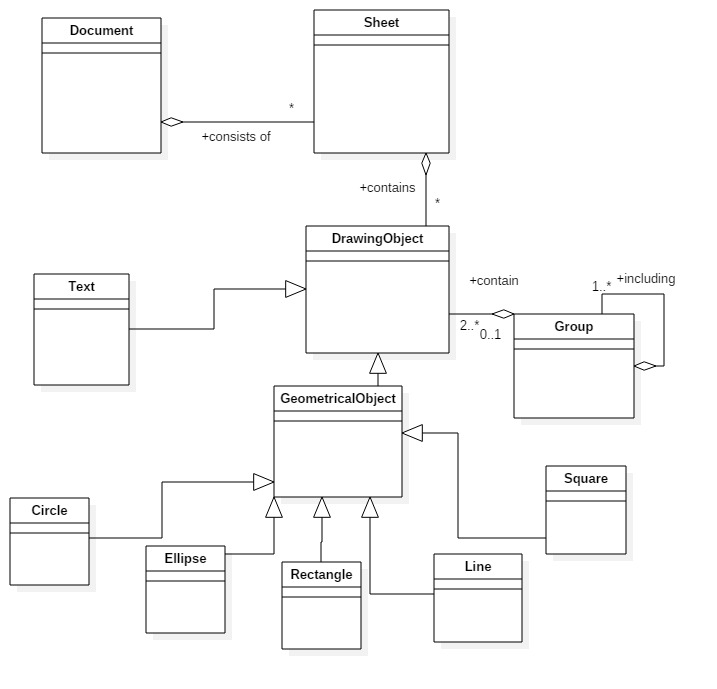 Document
Sheet
*
+consists of
+contains
*
DrawingObject
Text
+contain
1..*
+including
2..*
0..1
Group
GeometricalObject
Circle
Ellipse
Rectangle
Line
Square